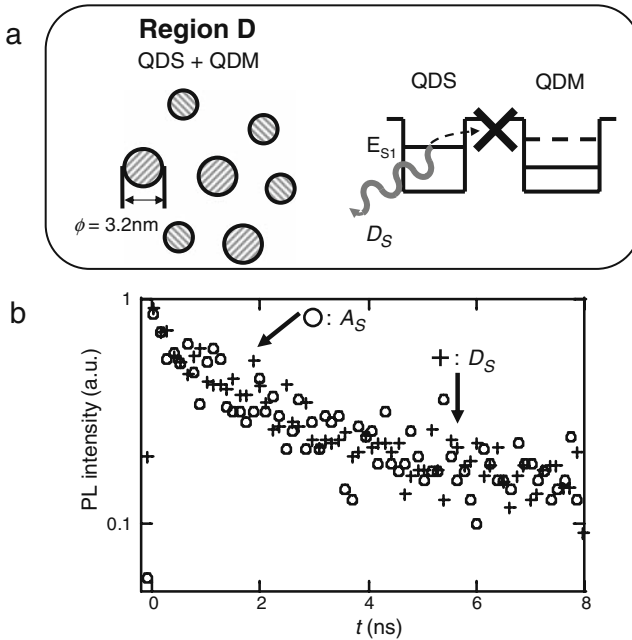 a
Region D
QDS + QDM
QDS
QDM
E_S1
ϕ = 3.2nm
D_S
b
1
○: A_S
+: D_S
PL intensity (a.u.)
0.1
0 2 4 6 8
t (ns)